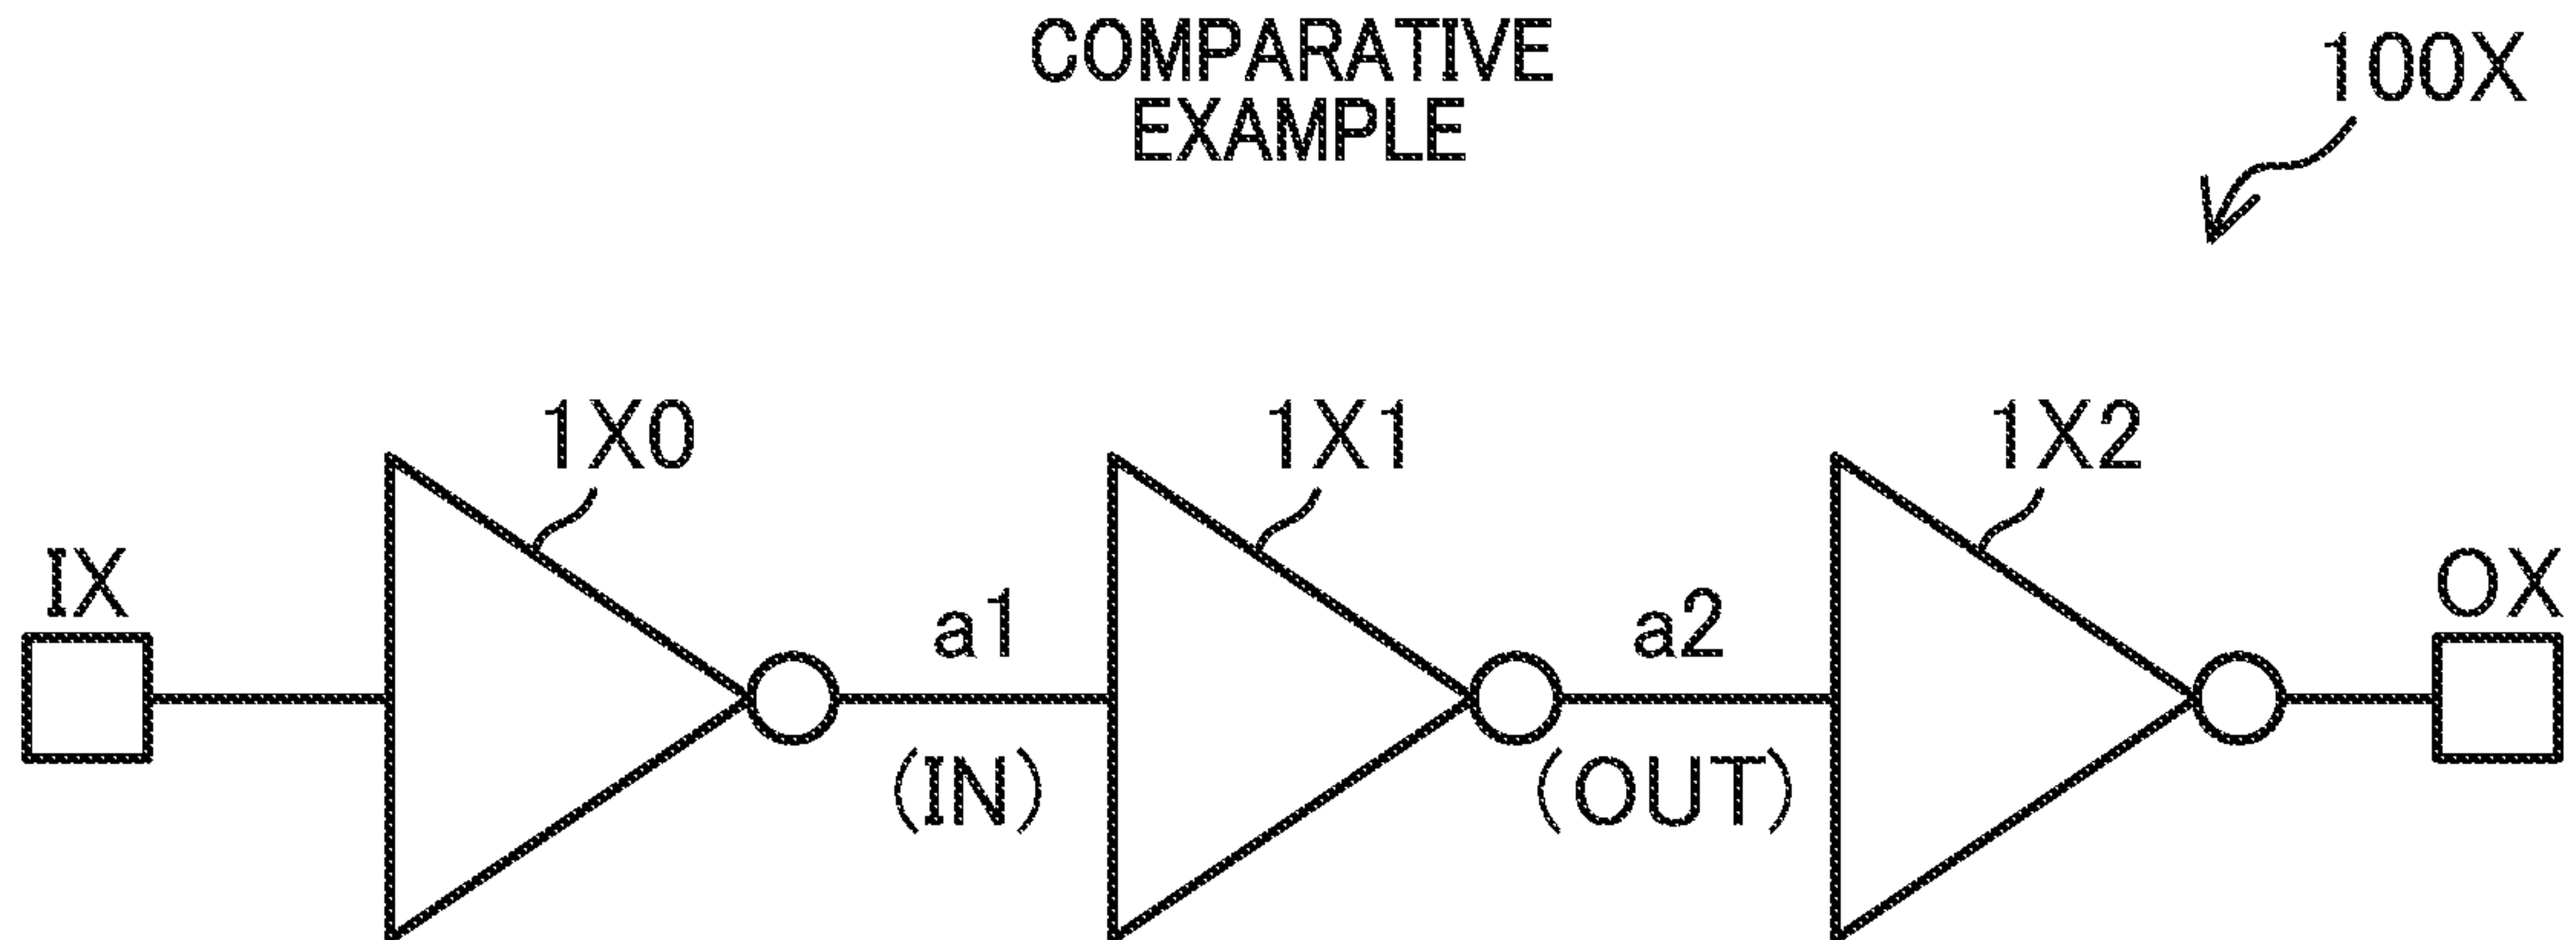 COMPARATIVE
EXAMPLE
100X
1X0
1X1
1X2
IX
a1
a2
OX
(IN)
(OUT)